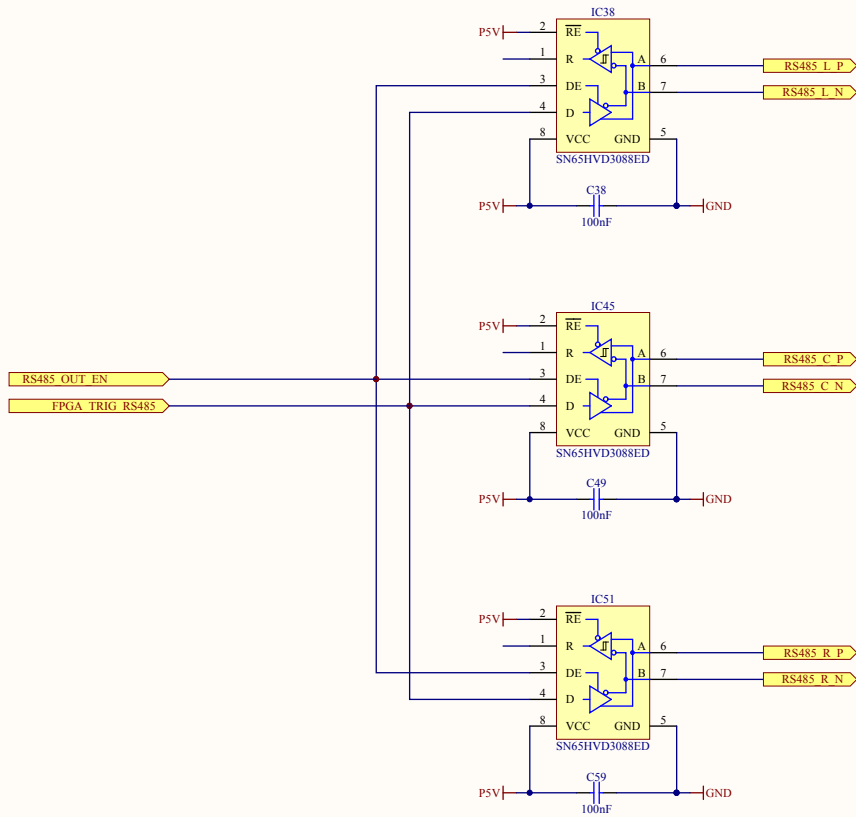 IC38
P5V 2 RE
1 R A 6 RS485_L_P
3 DE B 7 RS485_L_N
4 D
8 VCC GND 5
SN65HVD3088ED
C38
P5V GND
100nF
IC45
P5V 2 RE
1 R A 6 RS485_C_P
RS485_OUT_EN 3 DE B 7 RS485_C_N
FPGA_TRIG_RS485 4 D
8 VCC GND 5
SN65HVD3088ED
C49
P5V GND
100nF
IC51
P5V 2 RE
1 R A 6 RS485_R_P
3 DE B 7 RS485_R_N
4 D
8 VCC GND 5
SN65HVD3088ED
C59
P5V GND
100nF